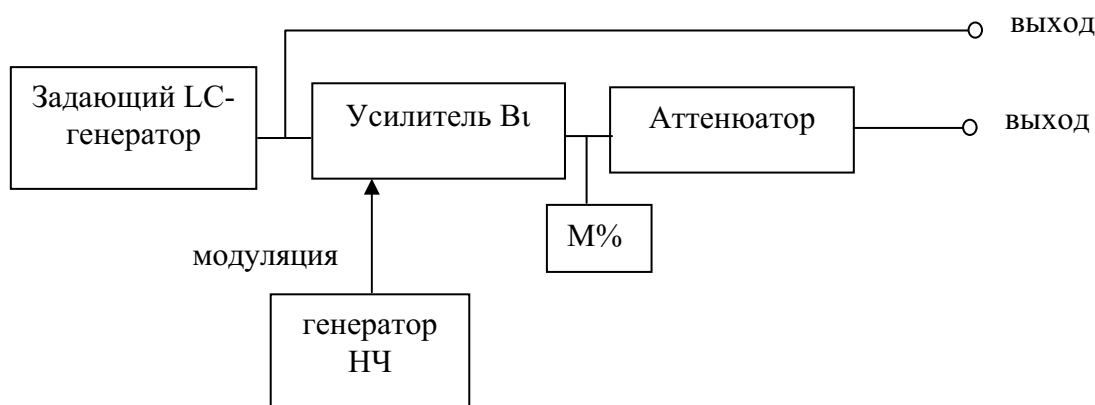 выход
Задающий LC-
генератор
Усилитель
Аттенюатор
выход
М%
модуляция
генератор
НЧ